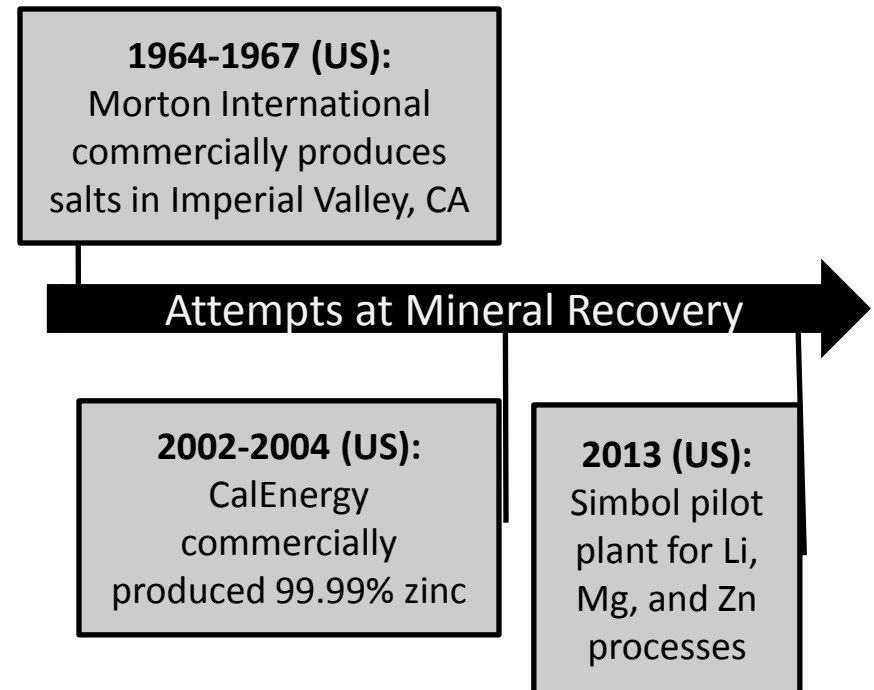 1964-1967 (US):
Morton International
commercially produces
salts in Imperial Valley, CA
Attempts at Mineral Recovery
2002-2004 (US):
CalEnergy
commercially
produced 99.99% zinc
2013 (US):
Simbol pilot
plant for Li,
Mg, and Zn
processes